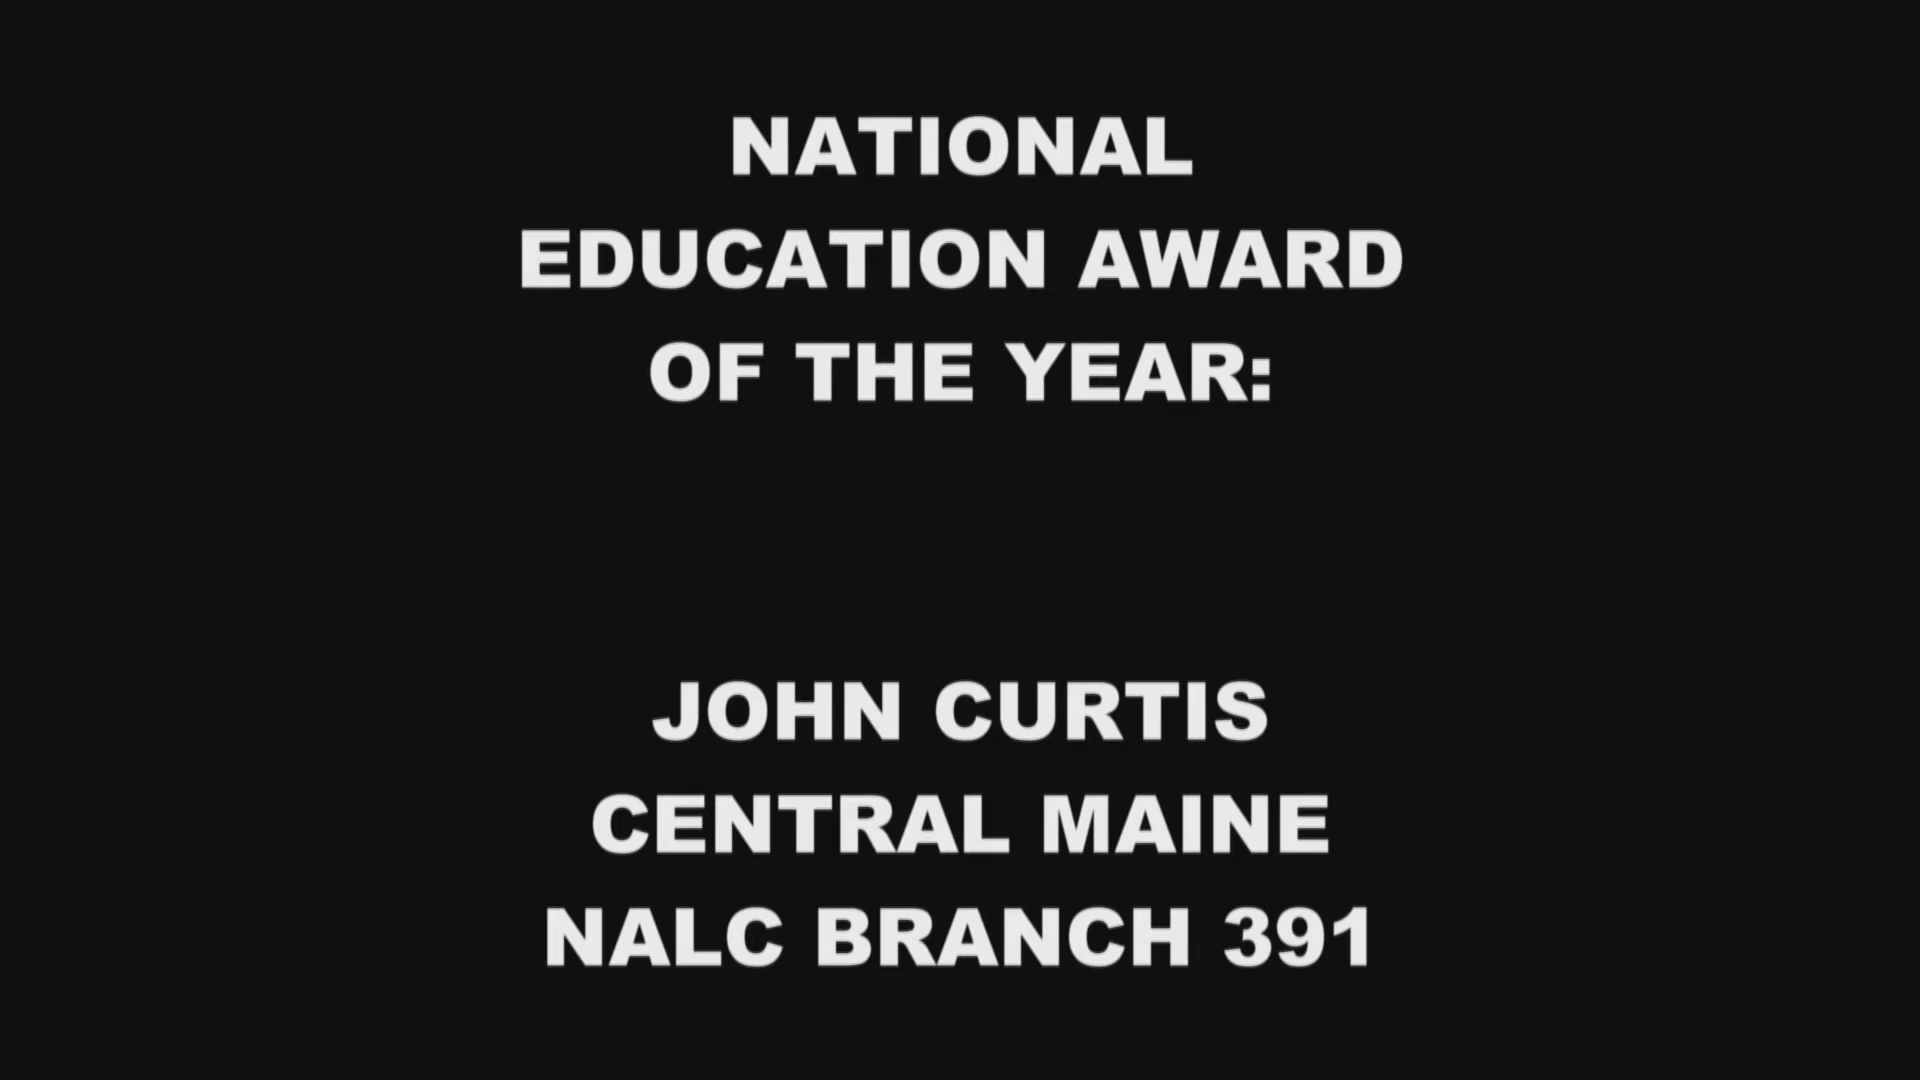 NATIONAL
EDUCATION AWARD
OF THE YEAR:
JOHN CURTIS
CENTRAL MAINE
NALC BRANCH 391